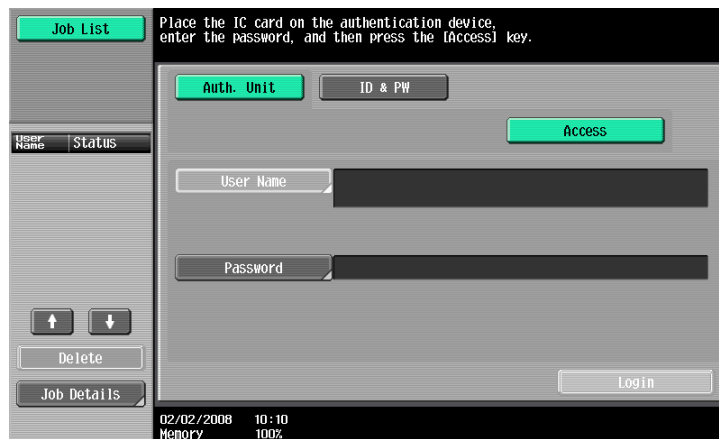 Job List
Place the IC card on the authentication device,
enter the password, and then press the [Access] key.
Auth. Unit
ID & PW
Access
User Name
Status
User Name
Password
Delete
Job Details
Login
02/02/2008 10:10
Memory 100%